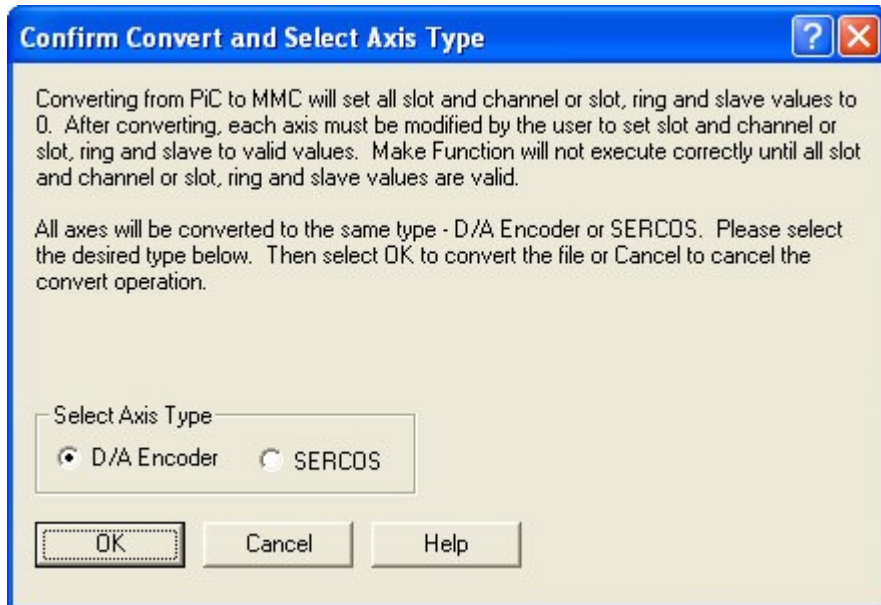 Confirm Convert and Select Axis Type
Converting from PiC to MMC will set all slot and channel or slot, ring and slave values to
0.  After converting, each axis must be modified by the user to set slot and channel or
slot, ring and slave to valid values.  Make Function will not execute correctly until all slot
and channel or slot, ring and slave values are valid.
All axes will be converted to the same type - D/A Encoder or SERCOS.  Please select
the desired type below.  Then select OK to convert the file or Cancel to cancel the
convert operation.
Select Axis Type
D/A Encoder SERCOS
OK Cancel Help